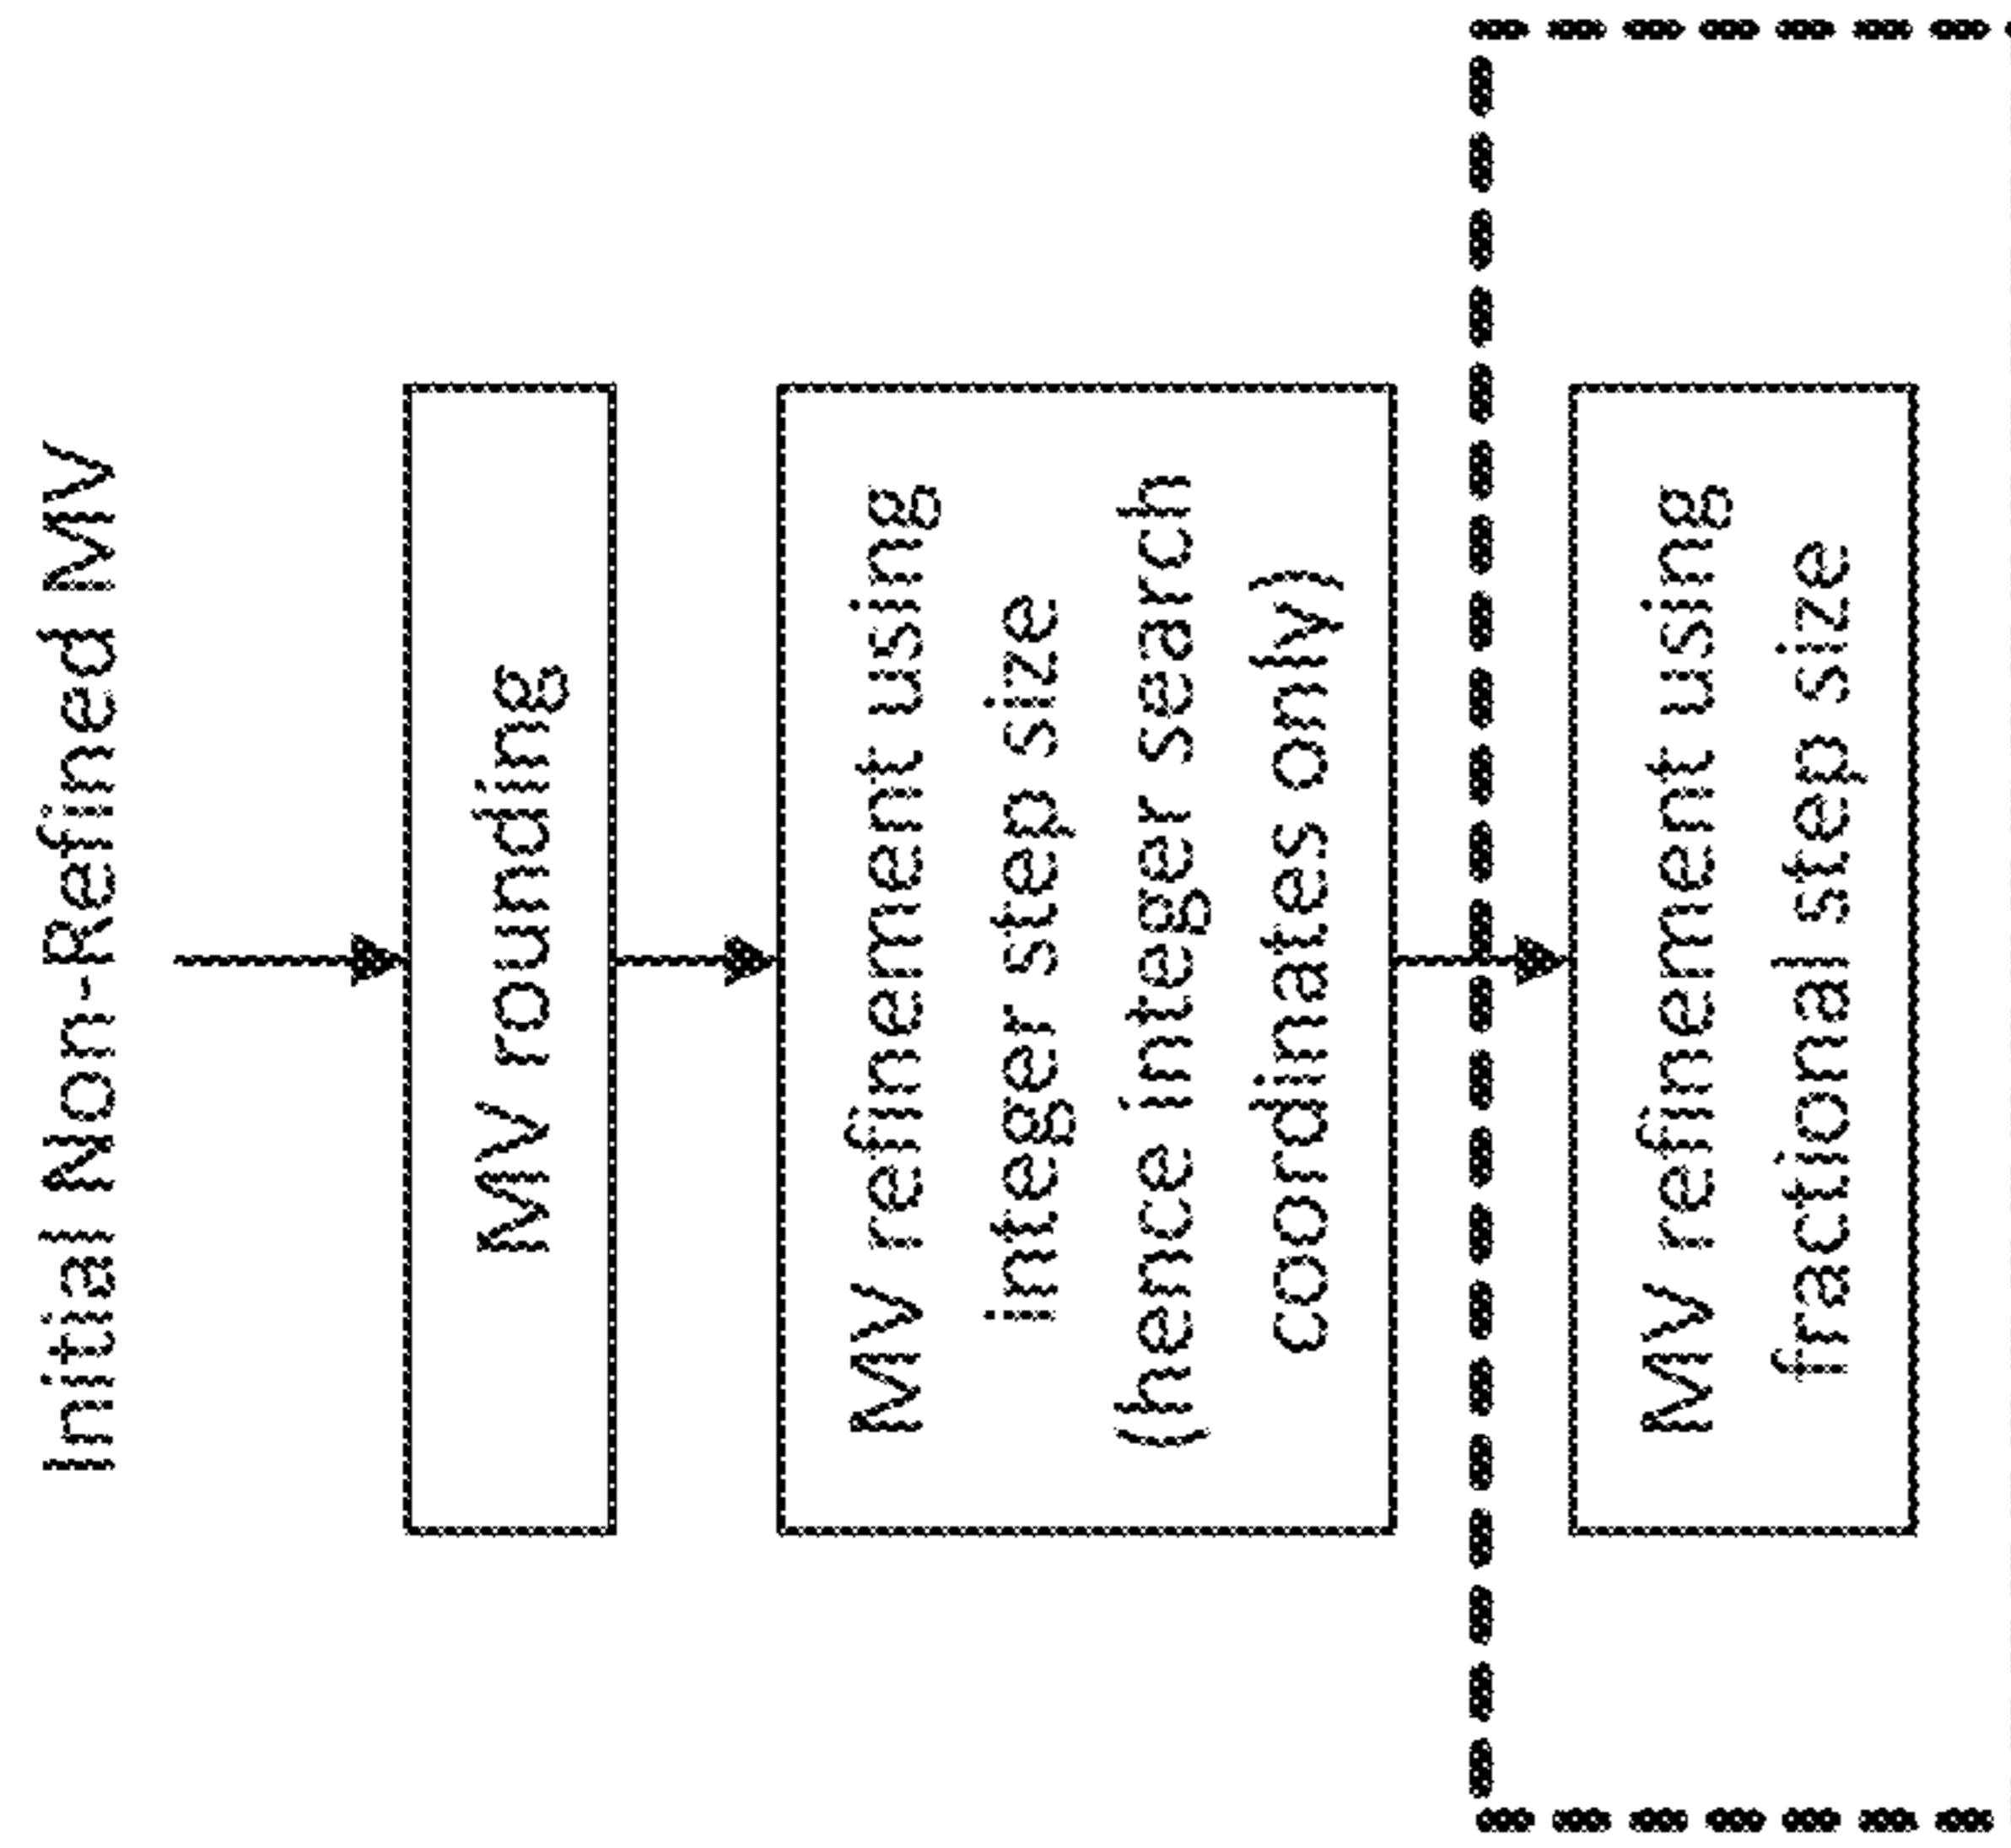 Initial Non-Refined MV
MV rounding
MV refinement using
integer step size
(hence integer search
coordinates only)
MV refinement using
fractional step size